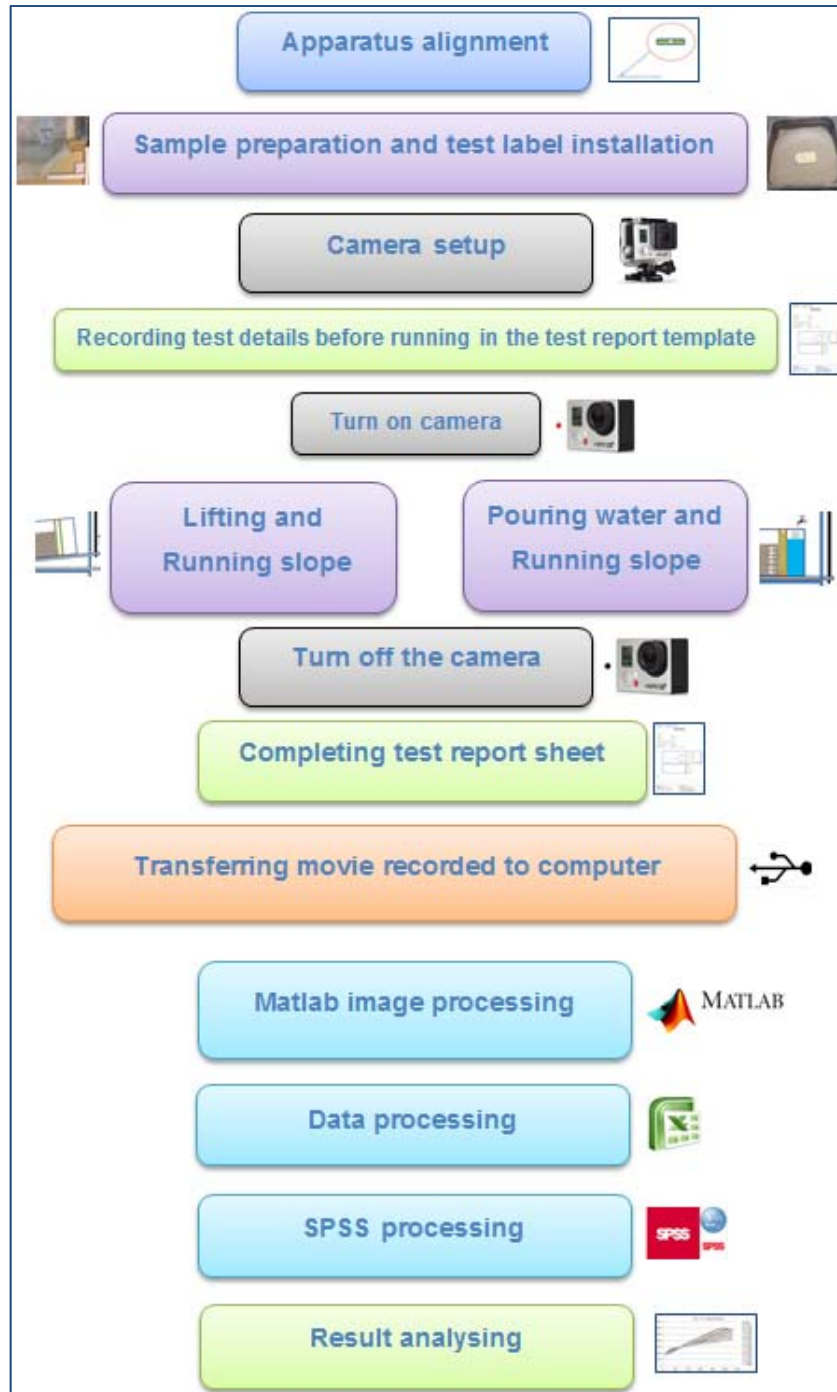 Apparatus alignment
Sample preparation and test label installation
Camera setup
Recording test details before running in the test report template
Turn on camera
Lifting and
Running slope
Pouring water and
Running slope
Turn off the camera
Completing test report sheet
Transferring movie recorded to computer
Matlab image processing
MATLAB
Data processing
SPSS processing
SPSS
SPSS
Result analysing